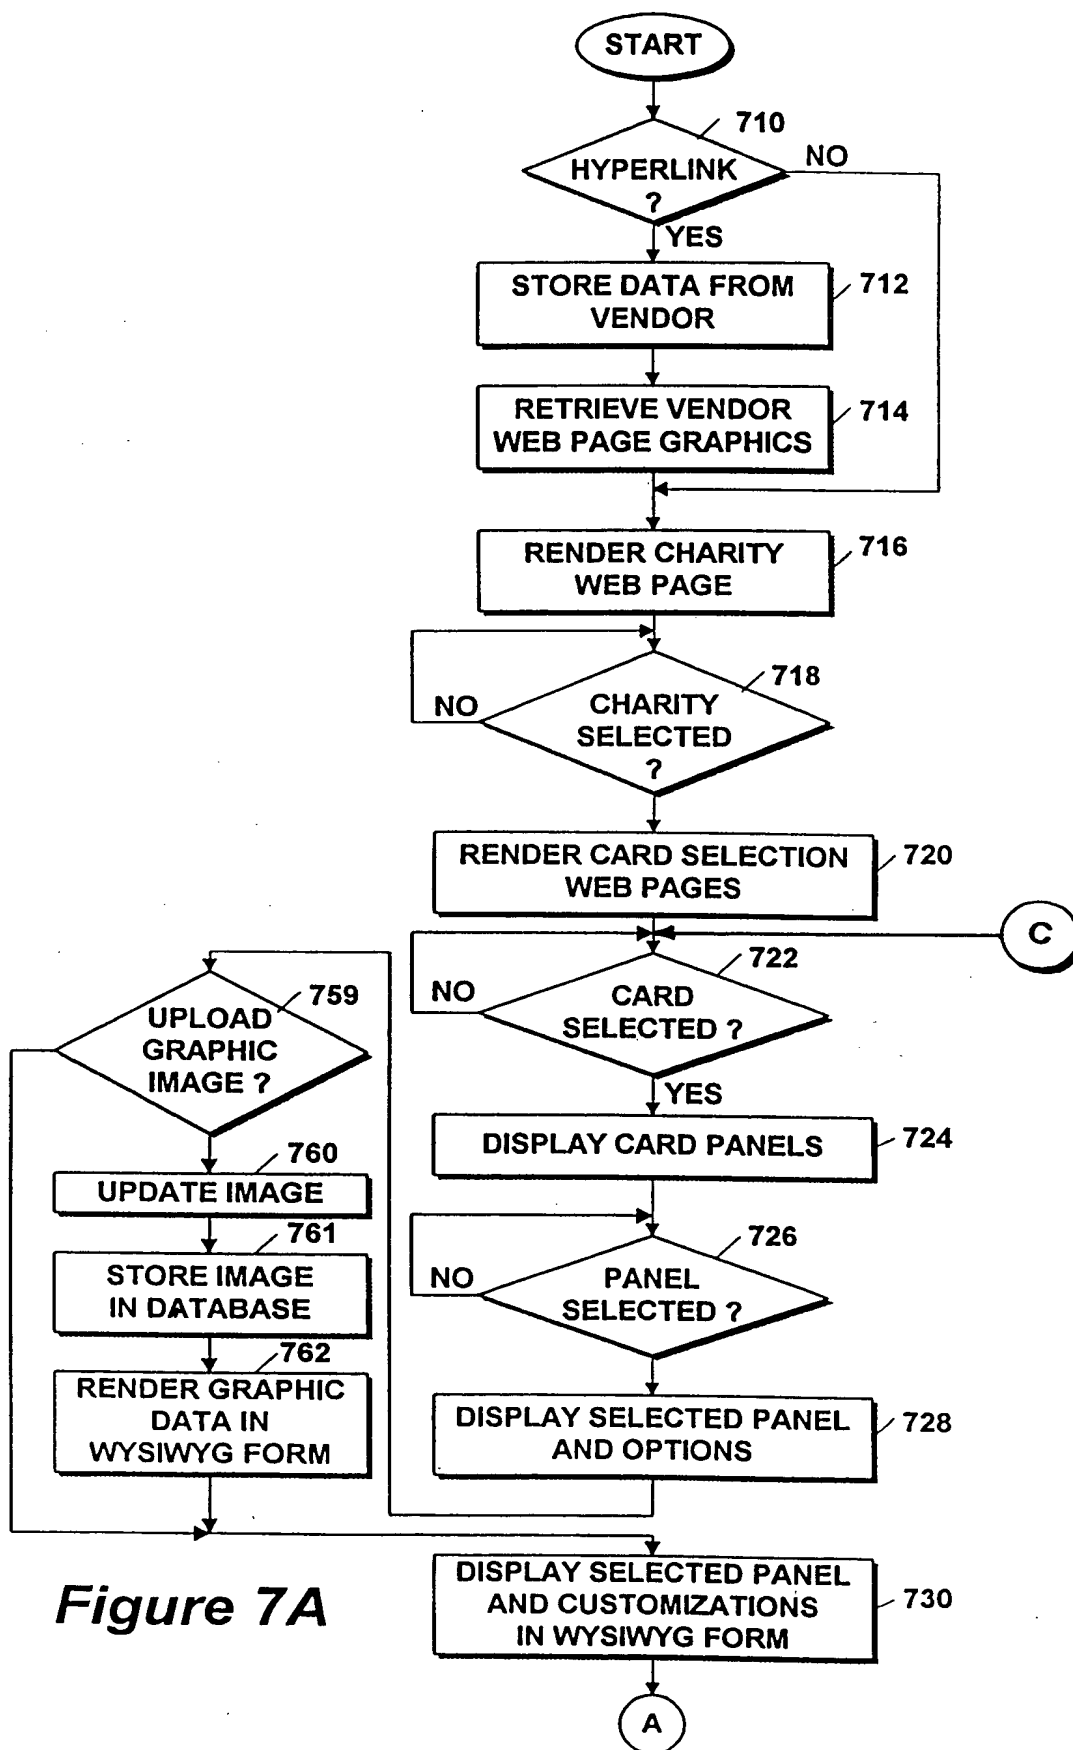 START
710
HYPERLINK
?
NO
YES
STORE DATA FROM
VENDOR
712
RETRIEVE VENDOR
WEB PAGE GRAPHICS
714
RENDER CHARITY
WEB PAGE
716
718
CHARITY
SELECTED
?
NO
RENDER CARD SELECTION
WEB PAGES
720
C
722
CARD
SELECTED ?
NO
YES
DISPLAY CARD PANELS
724
726
PANEL
SELECTED ?
NO
DISPLAY SELECTED PANEL
AND OPTIONS
728
759
UPLOAD
GRAPHIC
IMAGE ?
760
UPDATE IMAGE
761
STORE IMAGE
IN DATABASE
762
RENDER GRAPHIC
DATA IN
WYSIWYG FORM
DISPLAY SELECTED PANEL
AND CUSTOMIZATIONS
IN WYSIWYG FORM
730
Figure 7A
A